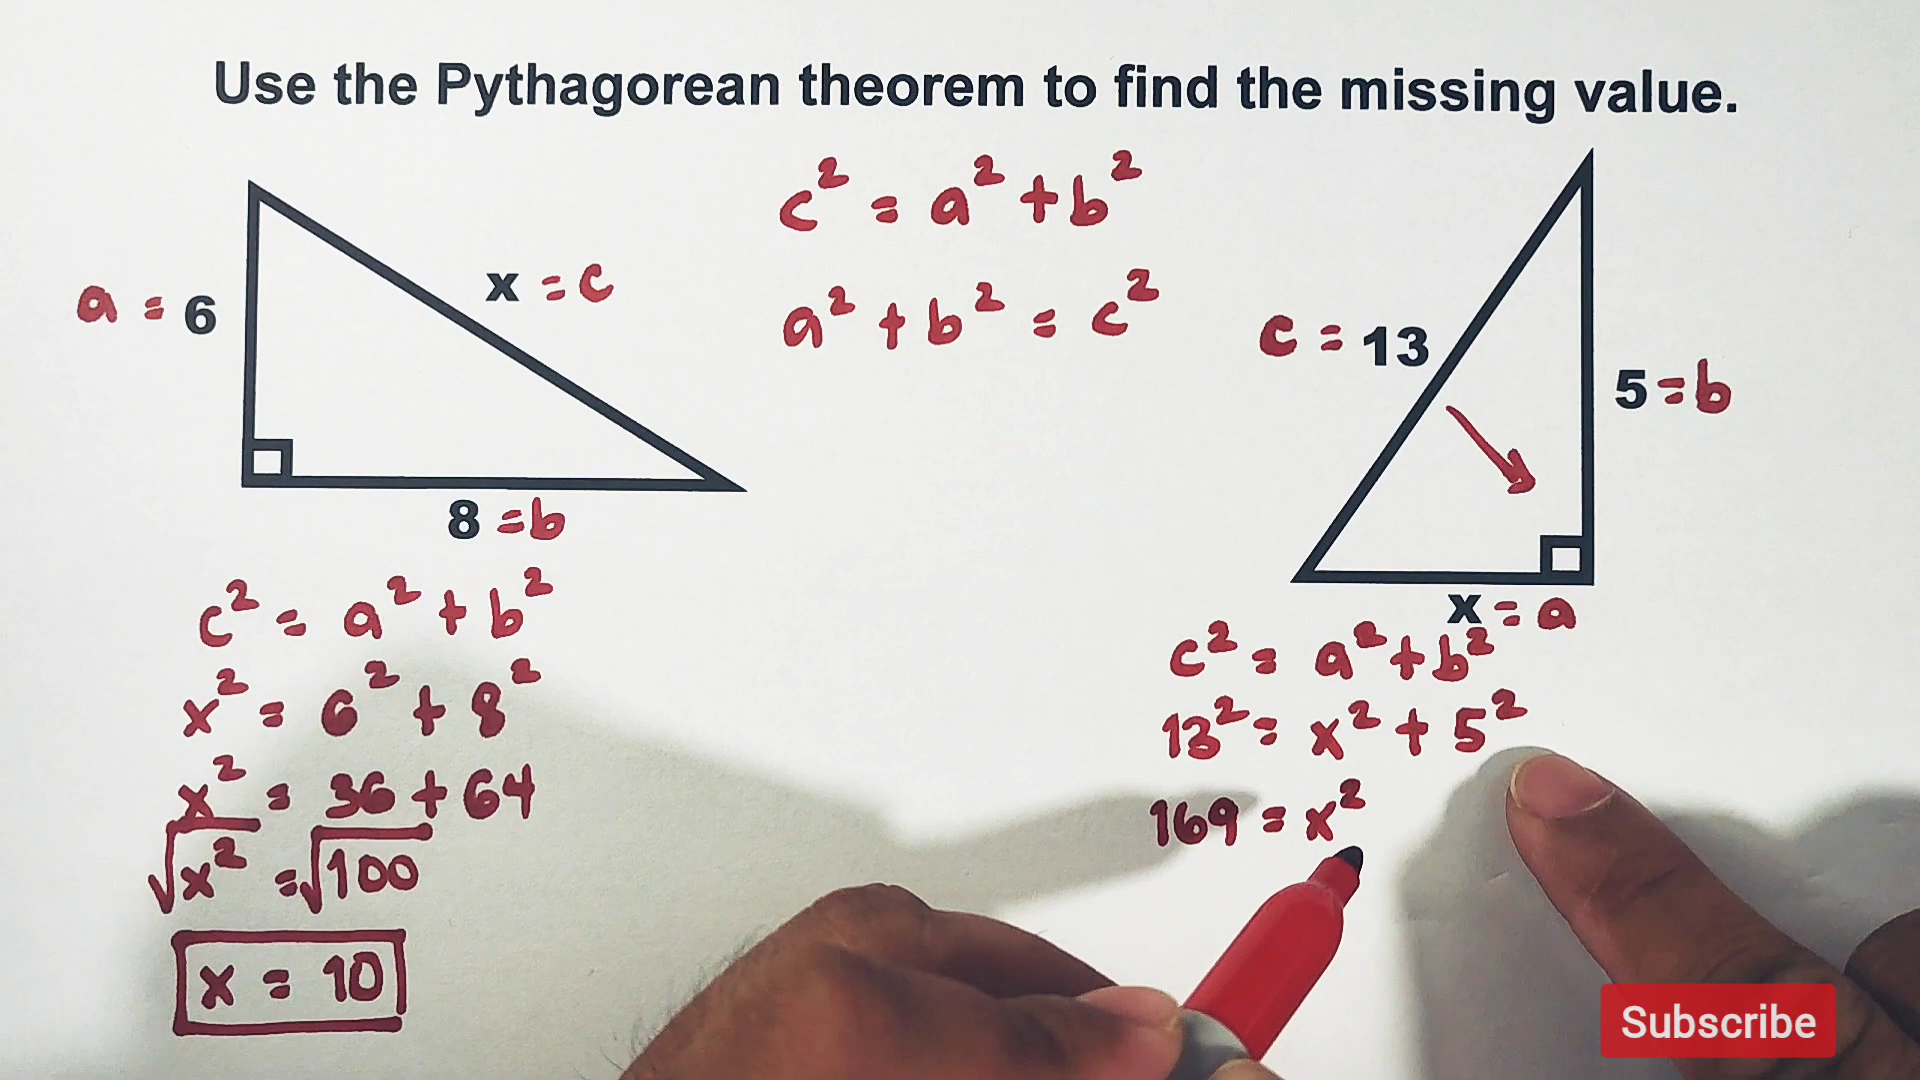 Use the Pythagorean theorem to find the missing value.
c² = a² + b²
a² + b² = c²
a = 6
x = c
8 = b
c² = a² + b²
x² = 6² + 8²
x² = 36 + 64
√x² = √100
x = 10
c = 13
5 = b
x = a
c² = a² + b²
13² = x² + 5²
169 = x²
Subscribe